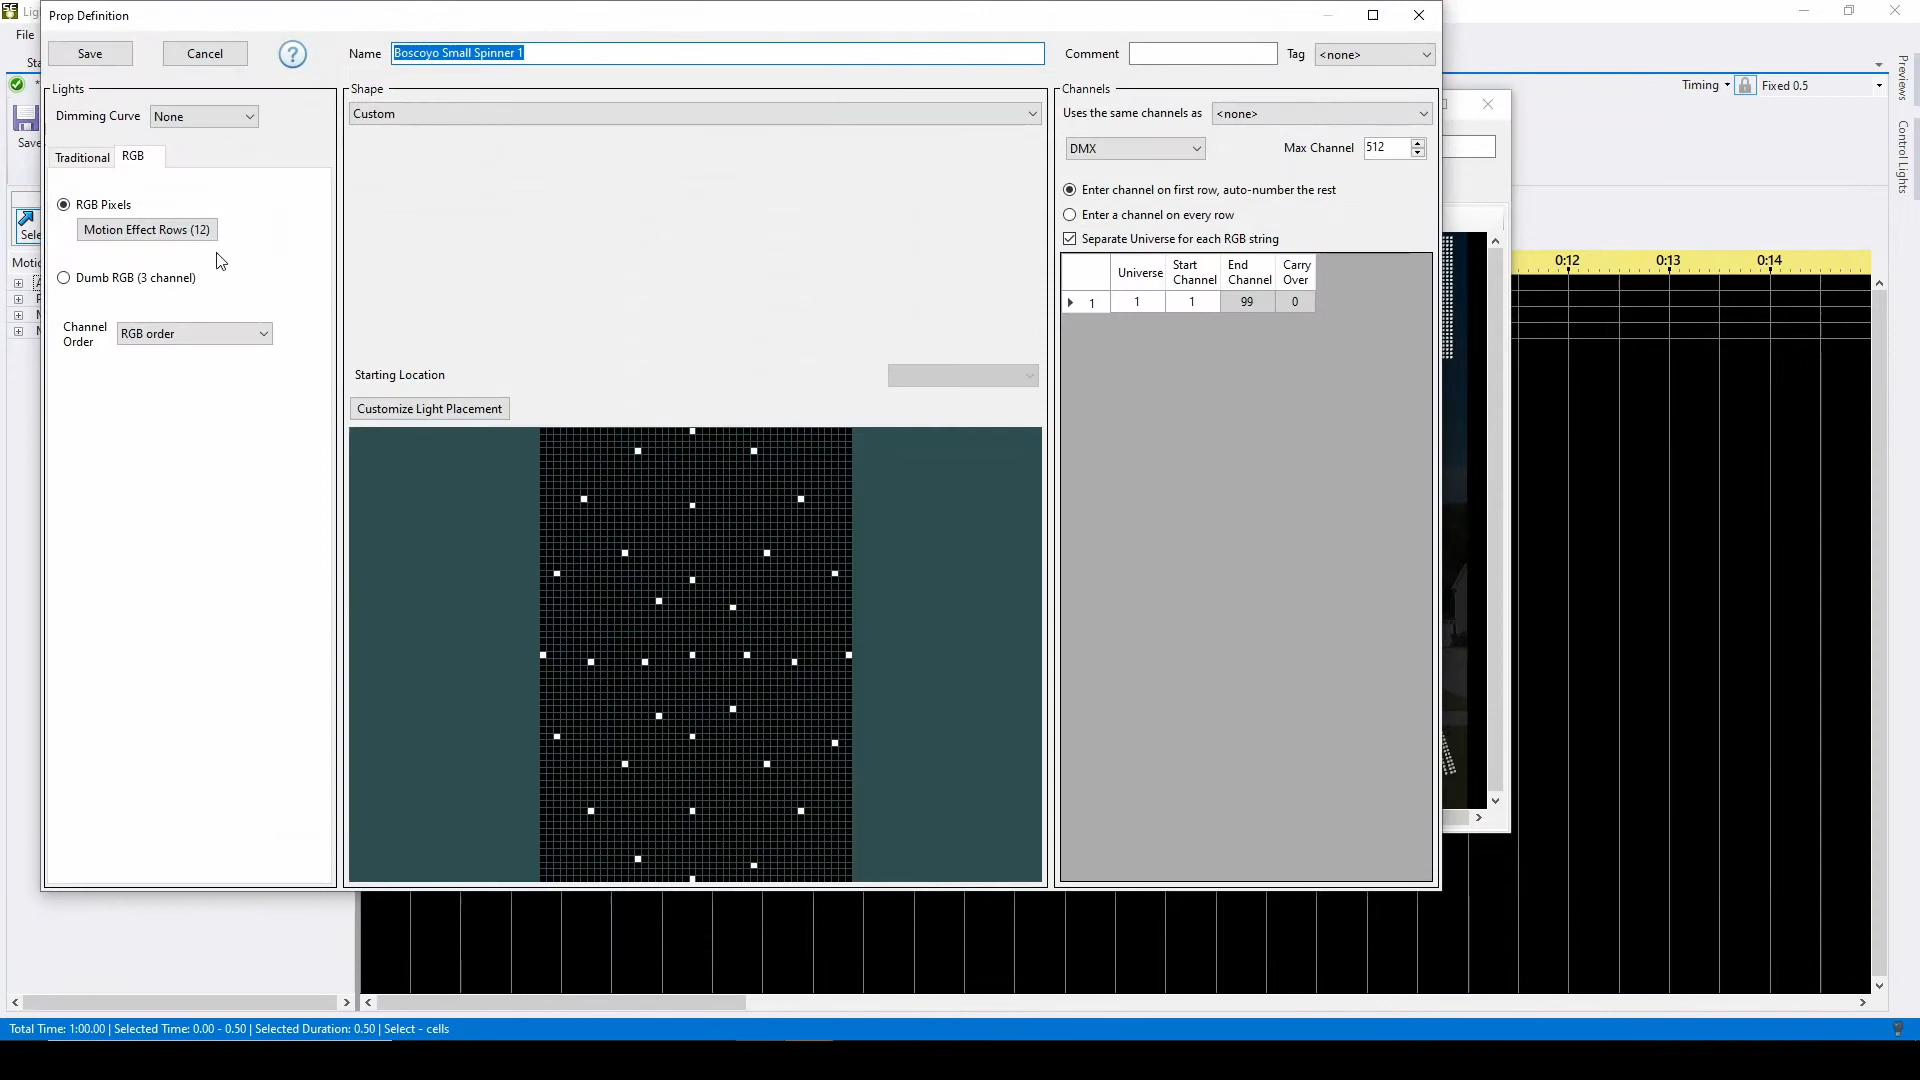 Prop Definition
Save
Cancel
?
Name
Boscoyo Small Spinner 1
Comment
Tag
<none>
File
Lights
Dimming Curve
None
Traditional
RGB
RGB Pixels
Motion Effect Rows (12)
Dumb RGB (3 channel)
Channel
Order
RGB order
Shape
Custom
Starting Location
Customize Light Placement
Channels
Uses the same channels as
<none>
DMX
Max Channel
512
Enter channel on first row, auto-number the rest
Enter a channel on every row
Separate Universe for each RGB string
Universe
Start
Channel
End
Channel
Carry
Over
1
1
1
99
0
Save
Timing
Fixed 0.5
Previews
Control Lights
0:12
0:13
0:14
Total Time: 1:00.00 | Selected Time: 0.00 - 0.50 | Selected Duration: 0.50 | Select - cells